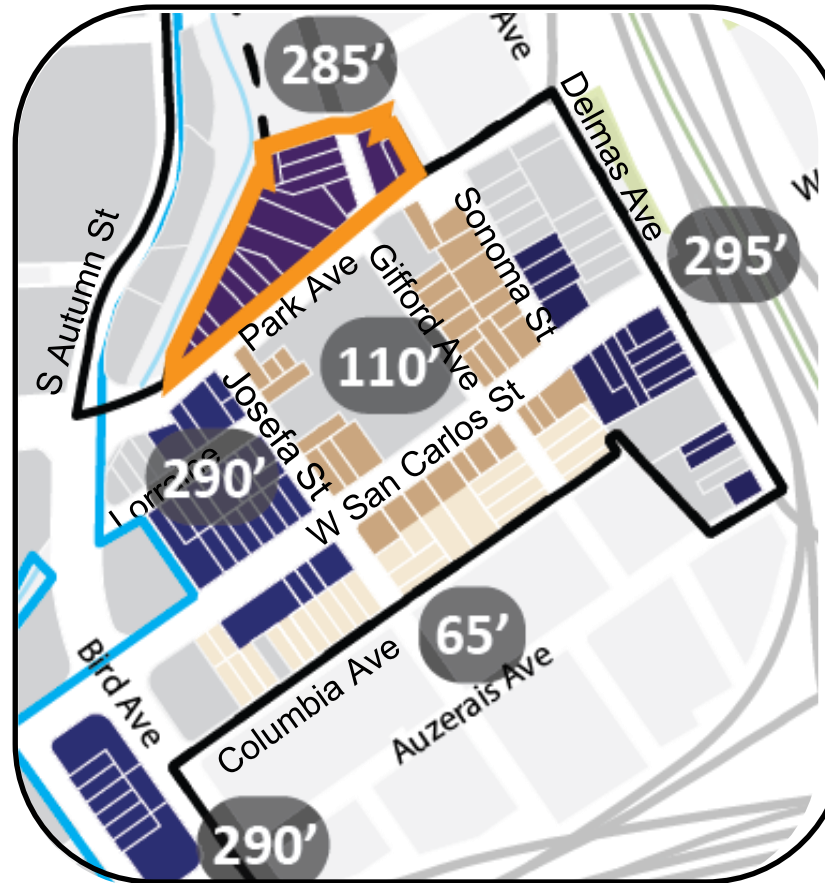 Ave
285’
Delmas Ave
W
S Autumn St
Sonoma St
295’
Park Ave
Gifford Ave
110’
Josefa St
W San Carlos St
290’
65’
Bird Ave
Columbia Ave
Auzerais Ave
290’